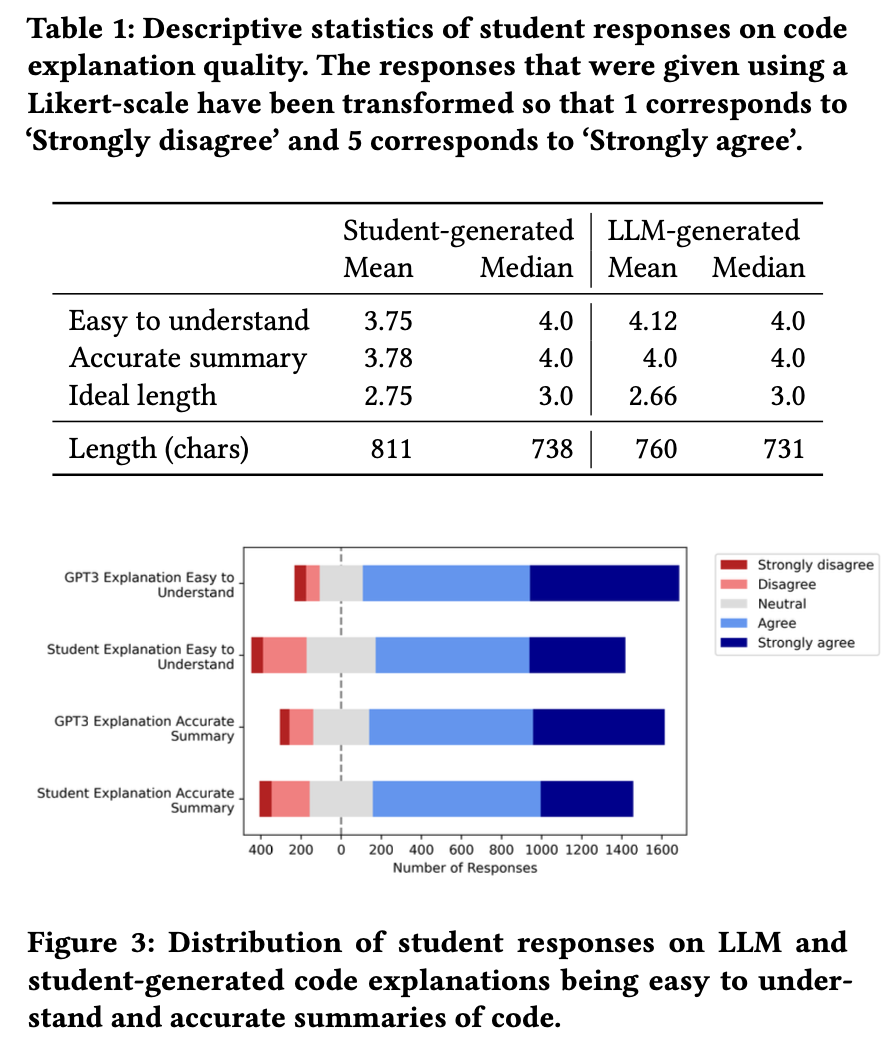 Table 1: Descriptive statistics of student responses on code
explanation quality. The responses that were given using a
Likert-scale have been transformed so that 1 corresponds to
‘Strongly disagree’ and 5 corresponds to ‘Strongly agree’.
Student-generated LLM-generated
Mean Median Mean Median
Easy to understand 3.75 4.0 4.12 4.0
Accurate summary 3.78 4.0 4.0 4.0
Ideal length 2.75 3.0 2.66 3.0
Length (chars) 811 738 760 731
GPT3 Explanation Easy to
Understand
Student Explanation Easy to
Understand
GPT3 Explanation Accurate
Summary
Student Explanation Accurate
Summary
400 200 0 200 400 600 800 1000 1200 1400 1600
Number of Responses
Strongly disagree
Disagree
Neutral
Agree
Strongly agree
Figure 3: Distribution of student responses on LLM and
student-generated code explanations being easy to under-
stand and accurate summaries of code.